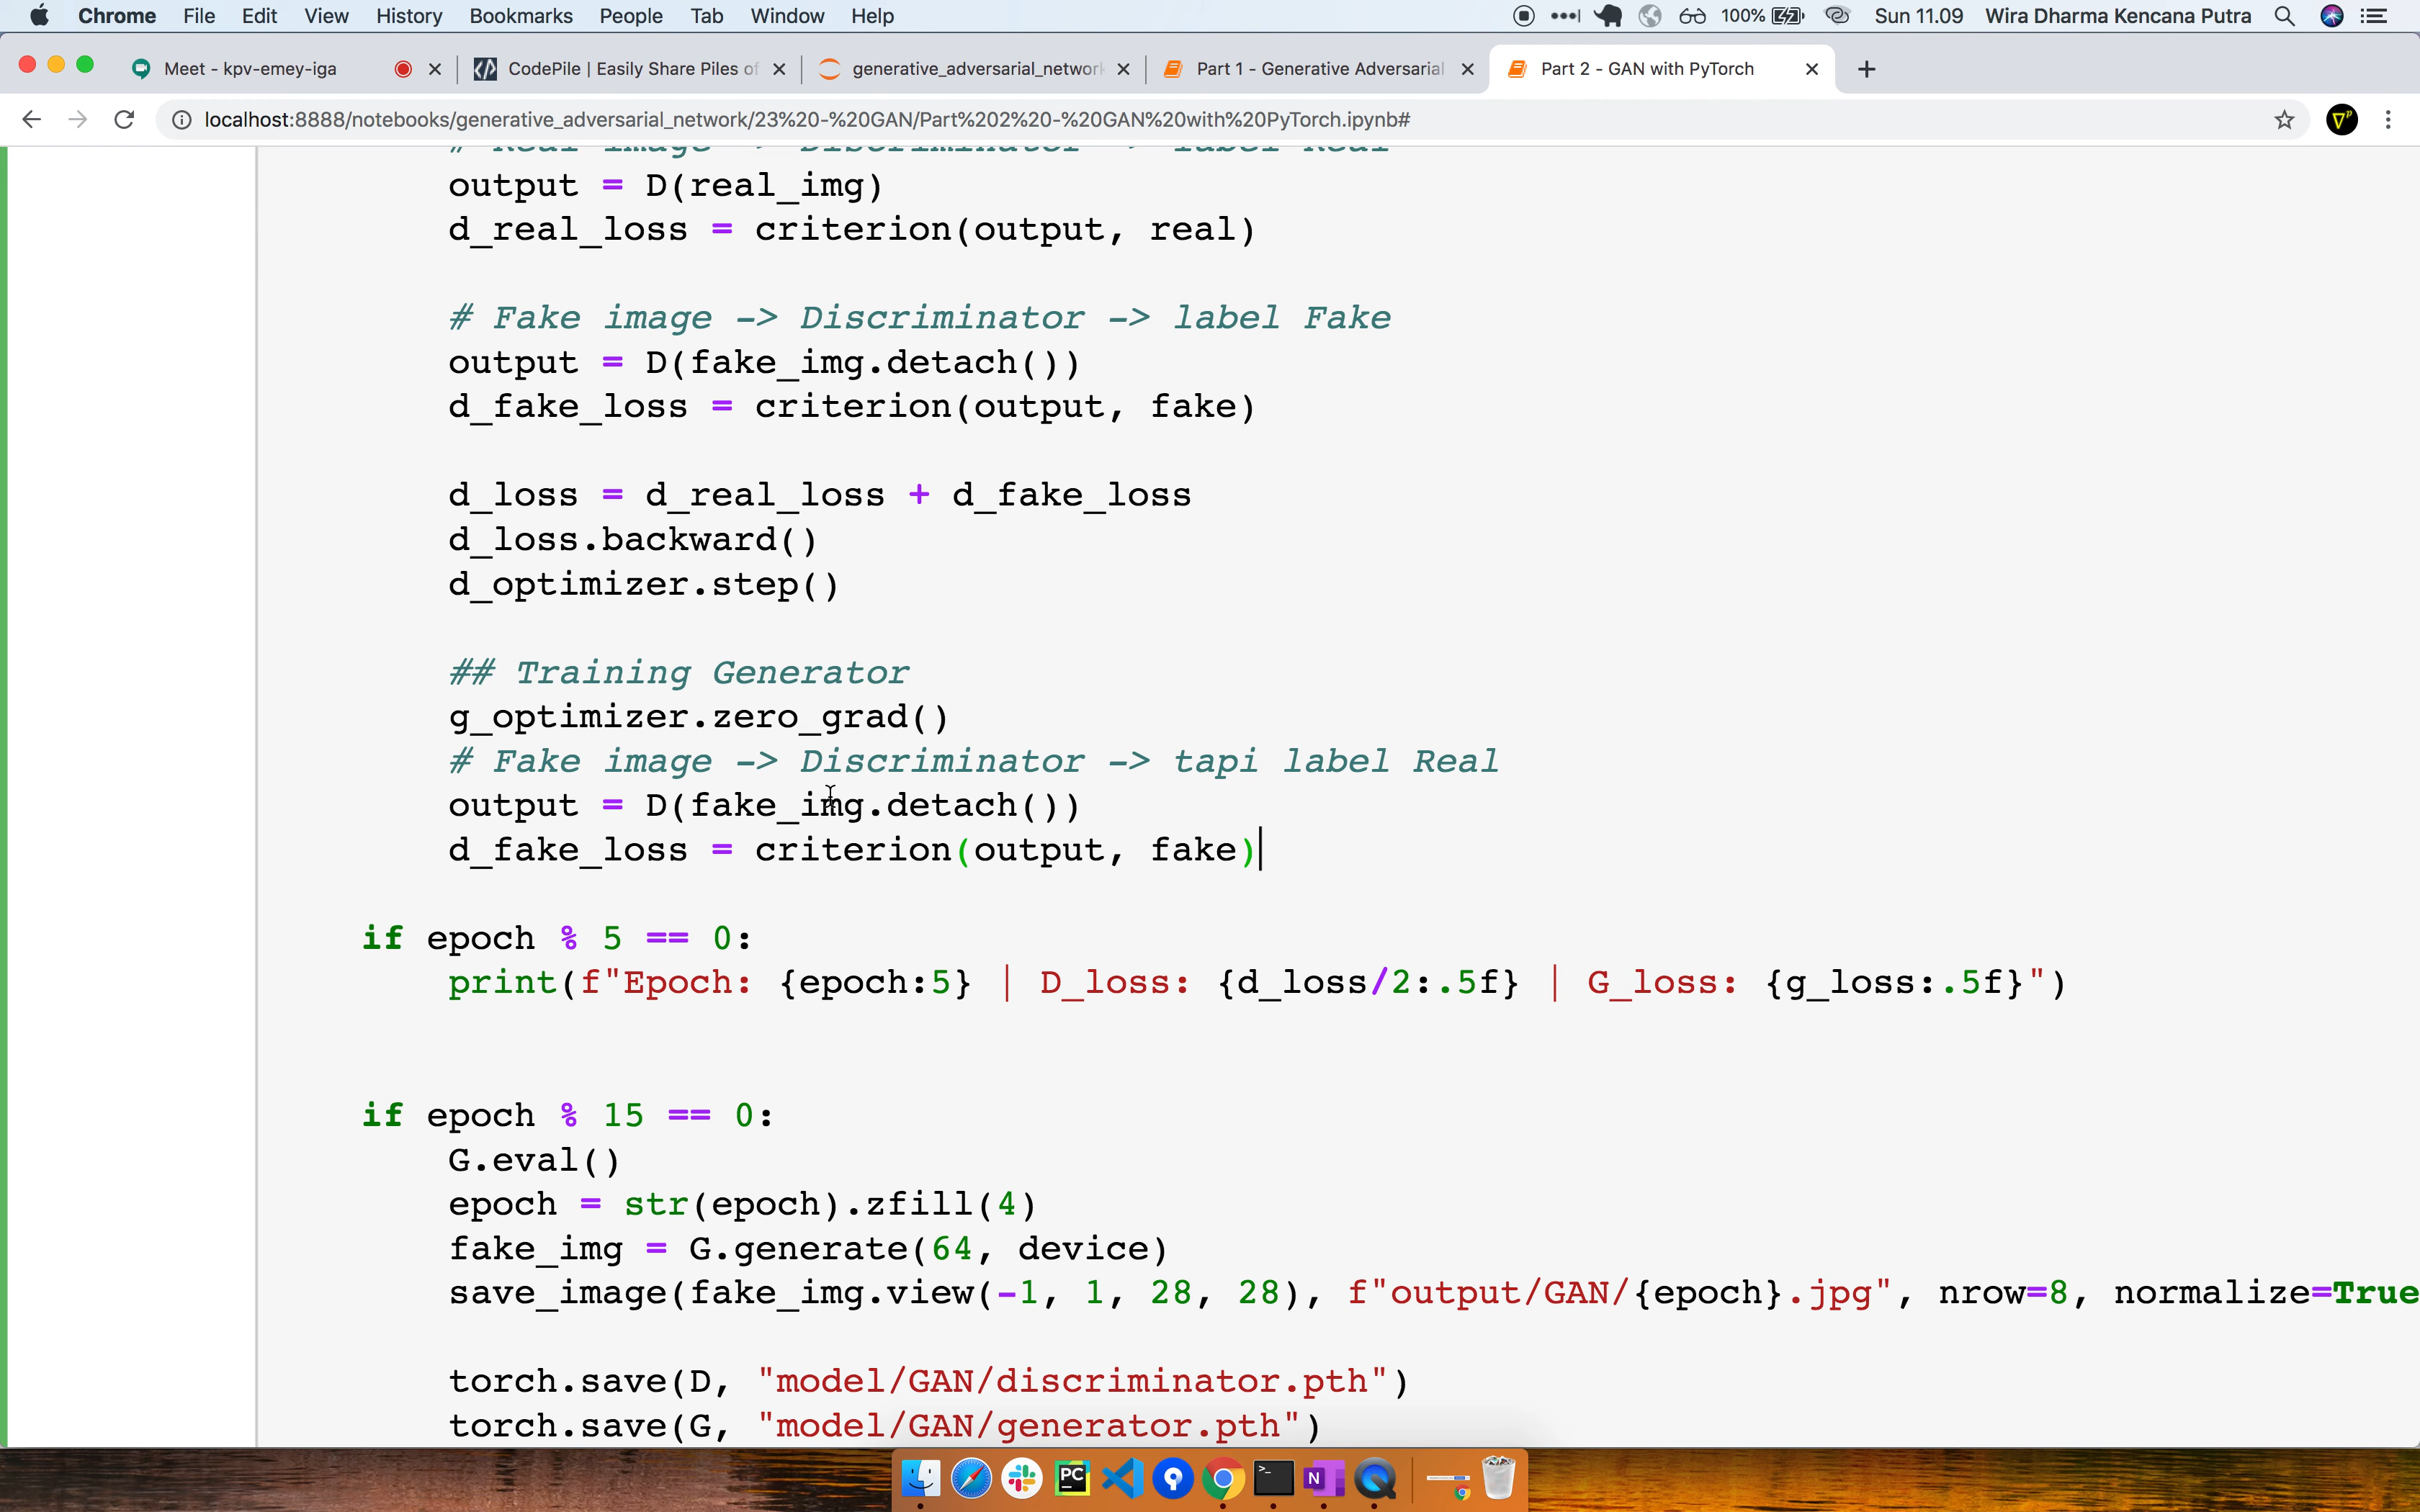 Chrome File Edit View History Bookmarks People Tab Window Help 100% Sun 11.09 Wira Dharma Kencana Putra
Meet - kpv-emey-iga CodePile | Easily Share Piles of generative_adversarial_network Part 1 - Generative Adversarial Part 2 - GAN with PyTorch
localhost:8888/notebooks/generative_adversarial_network/23%20-%20GAN/Part%202%20-%20GAN%20with%20PyTorch.ipynb#
# Real image -> Discriminator -> label Real
output = D(real_img)
d_real_loss = criterion(output, real)
# Fake image -> Discriminator -> label Fake
output = D(fake_img.detach())
d_fake_loss = criterion(output, fake)
d_loss = d_real_loss + d_fake_loss
d_loss.backward()
d_optimizer.step()
## Training Generator
g_optimizer.zero_grad()
# Fake image -> Discriminator -> tapi label Real
output = D(fake_img.detach())
d_fake_loss = criterion(output, fake)
if epoch % 5 == 0:
print(f"Epoch: {epoch:5} | D_loss: {d_loss/2:.5f} | G_loss: {g_loss:.5f}")
if epoch % 15 == 0:
G.eval()
epoch = str(epoch).zfill(4)
fake_img = G.generate(64, device)
save_image(fake_img.view(-1, 1, 28, 28), f"output/GAN/{epoch}.jpg", nrow=8, normalize=True
torch.save(D, "model/GAN/discriminator.pth")
torch.save(G, "model/GAN/generator.pth")